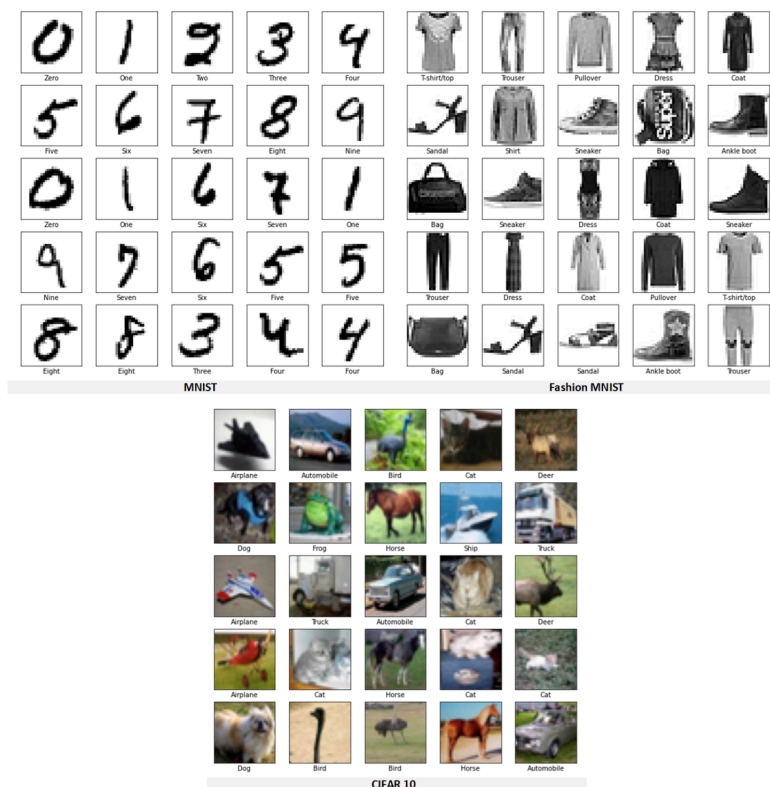 Zero One Two Three Four
Five Six Seven Eight Nine
Zero One Six Seven One
Nine Seven Six Five Five
Eight Eight Three Four Four
MNIST
T-shirt/top Trouser Pullover Dress Coat
super
Sandal Shirt Sneaker Bag Ankle boot
Bag Sneaker Dress Coat Sneaker
Trouser Dress Coat Pullover T-shirt/top
Bag Sandal Sandal Ankle boot Trouser
Fashion MNIST
Airplane Automobile Bird Cat Deer
Dog Frog Horse Ship Truck
Airplane Truck Automobile Cat Deer
Airplane Cat Horse Cat Cat
Dog Bird Bird Horse Automobile
CIFAR 10